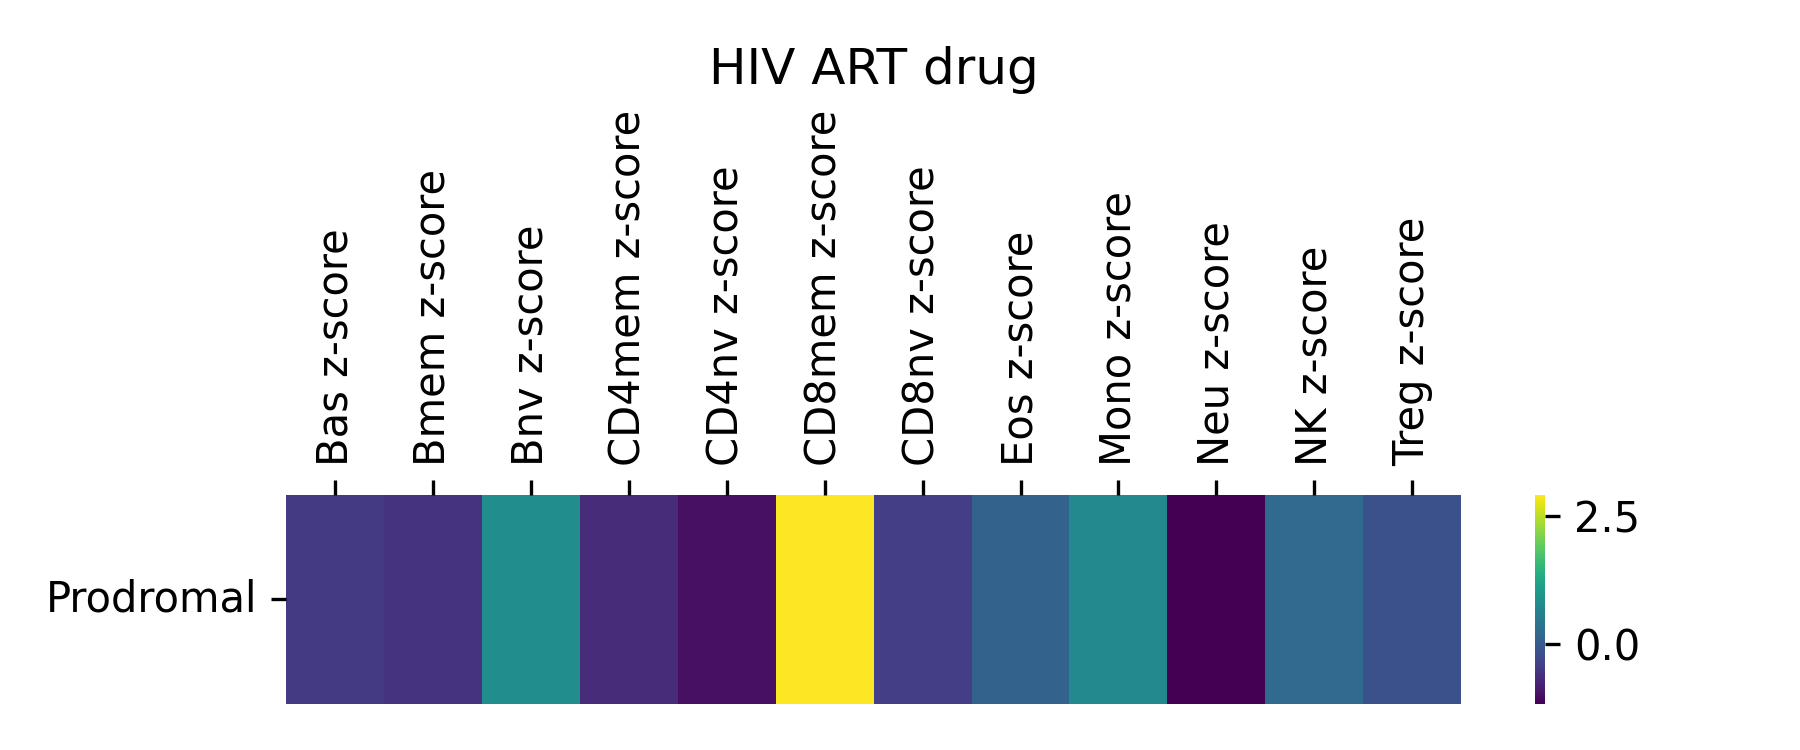 HIV ART drug
Bas z-score
Bmem z-score
Bnv z-score
CD4mem z-score
CD4nv z-score
CD8mem z-score
CD8nv z-score
Eos z-score
Mono z-score
Neu z-score
NK z-score
Treg z-score
Prodromal
2.5
0.0